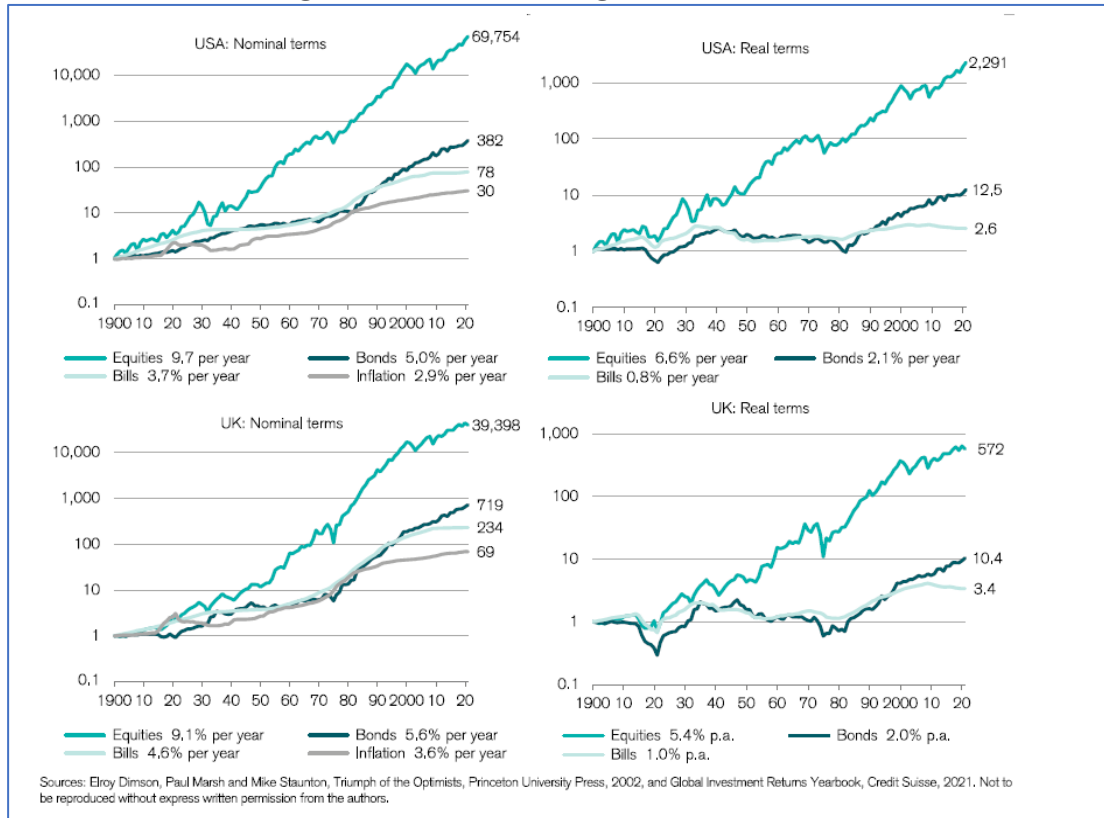 USA: Nominal terms
69,754
10,000
1,000
382
100
78
30
10
1
0.1
1900 10 20 30 40 50 60 70 80 90 2000 10 20
Equities 9,7 per year
Bonds 5,0% per year
Bills 3,7% per year
Inflation 2,9% per year
USA: Real terms
2,291
1,000
100
10
12,5
2,6
1
0.1
1900 10 20 30 40 50 60 70 80 90 2000 10 20
Equities 6,6% per year
Bonds 2,1% per year
Bills 0,8% per year
UK: Nominal terms
39,398
10,000
1,000
719
234
100
69
10
1
0.1
1900 10 20 30 40 50 60 70 80 90 2000 10 20
Equities 9,1% per year
Bonds 5,6% per year
Bills 4,6% per year
Inflation 3,6% per year
UK: Real terms
1,000
572
100
10
10,4
3,4
1
0.1
1900 10 20 30 40 50 60 70 80 90 2000 10 20
Equities 5.4% p.a.
Bonds 2.0% p.a.
Bills 1.0% p.a.
Sources: Elroy Dimson, Paul Marsh and Mike Staunton, Triumph of the Optimists, Princeton University Press, 2002, and Global Investment Returns Yearbook, Credit Suisse, 2021. Not to
be reproduced without express written permission from the authors.